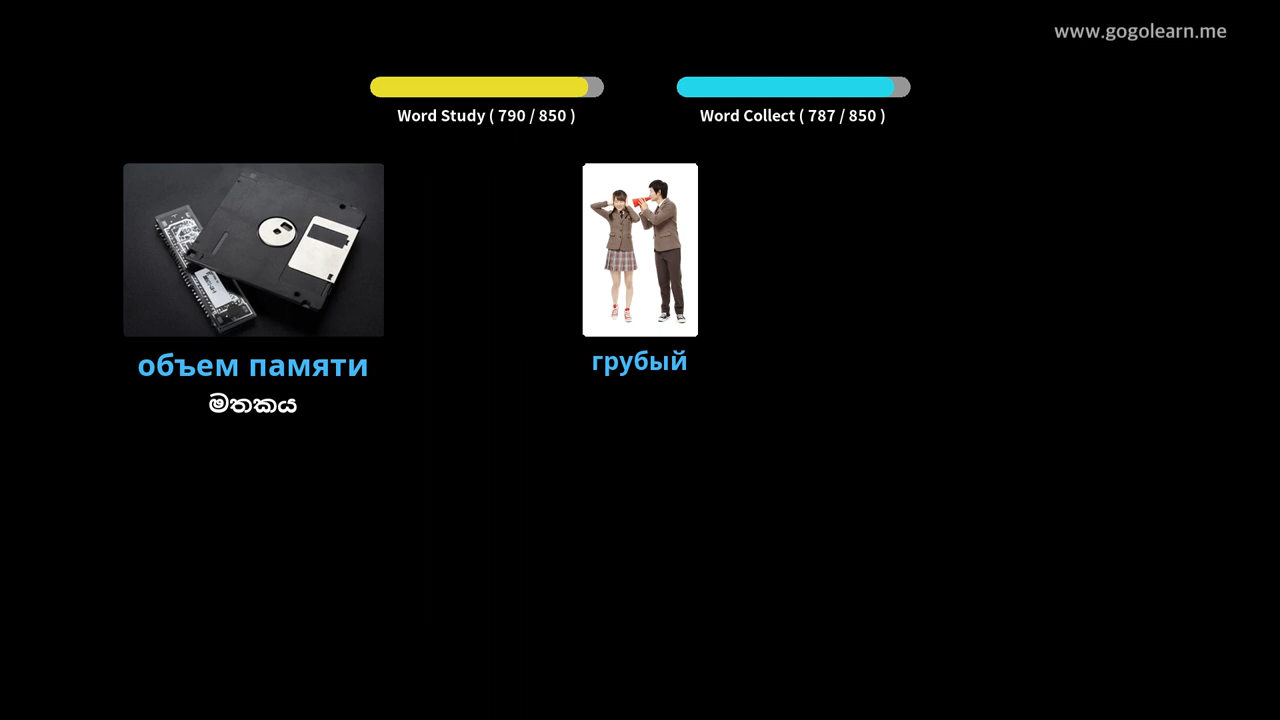 www.gogolearn.me
Word Study ( 790 / 850 )
Word Collect ( 787 / 850 )
объем памяти
මතකය
грубый